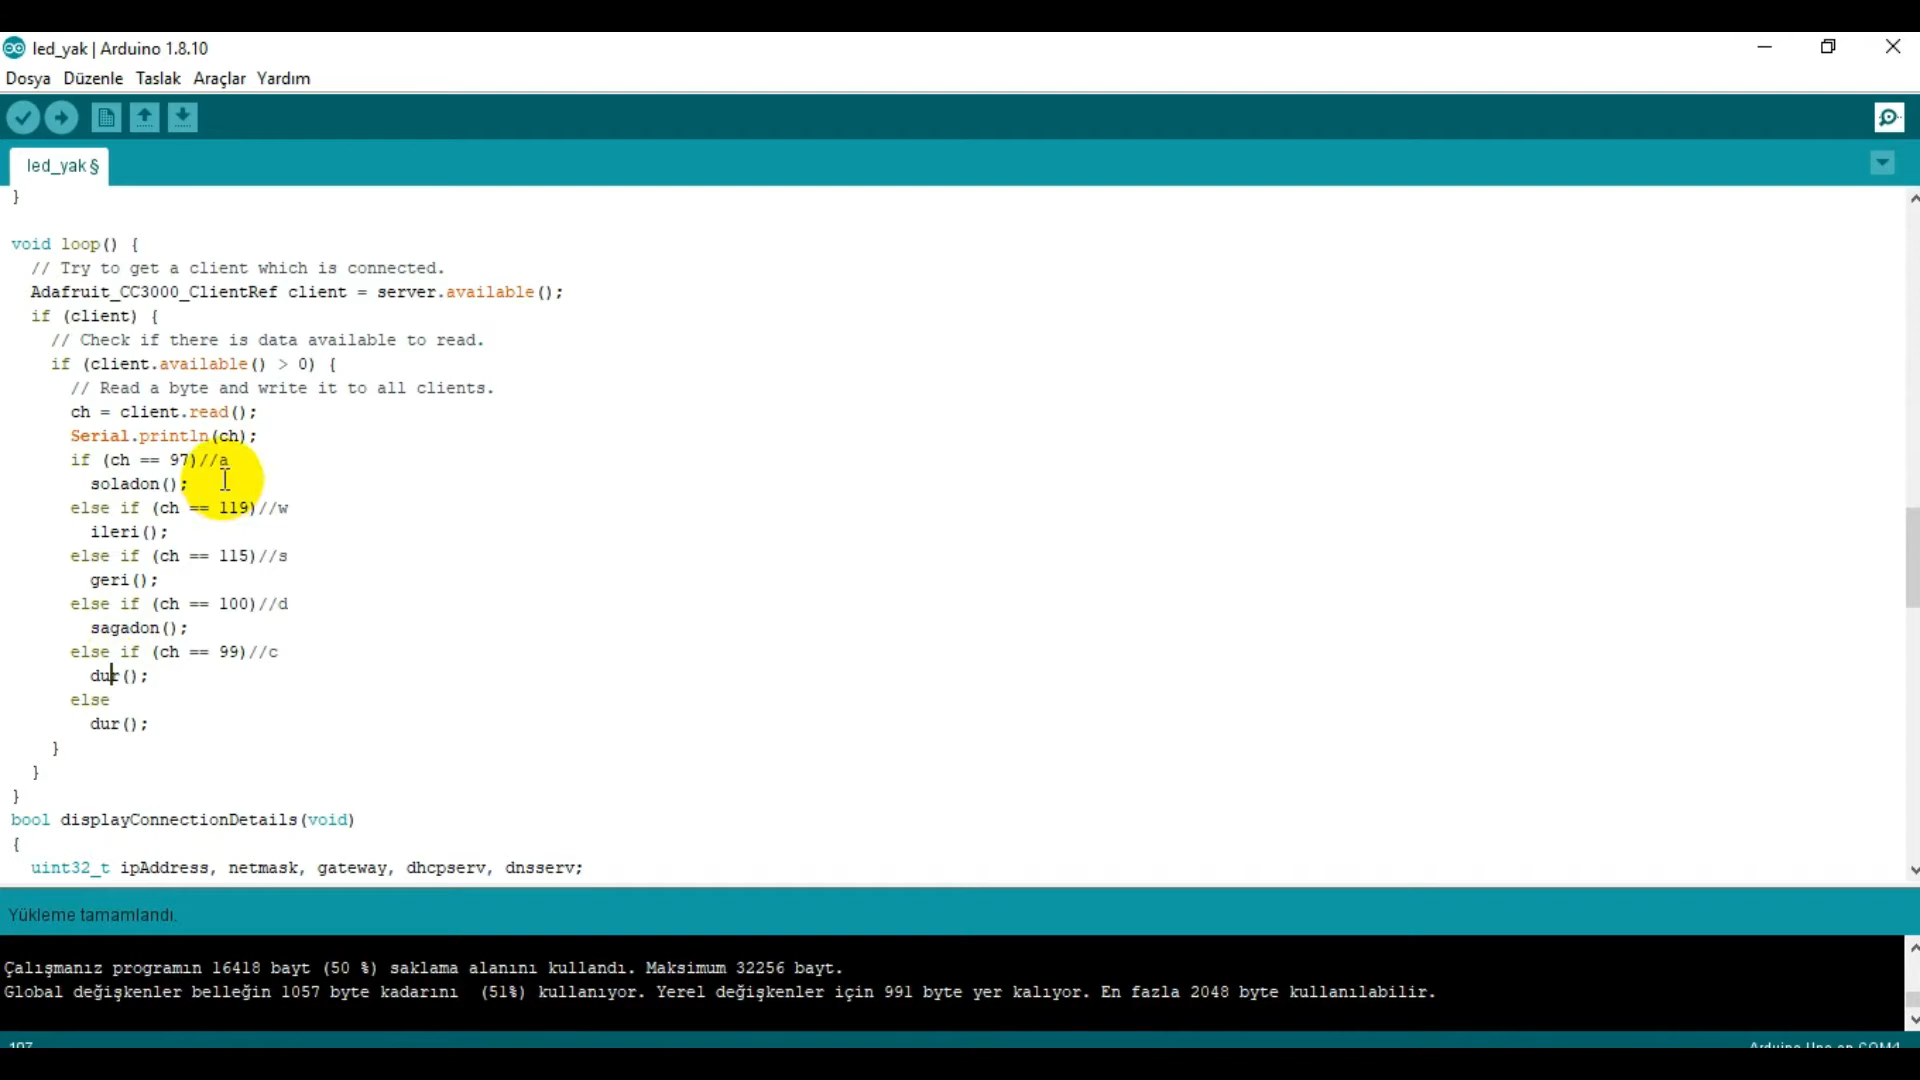 led_yak | Arduino 1.8.10
Dosya Düzenle Taslak Araçlar Yardım
led_yak §
}
void loop() {
// Try to get a client which is connected.
Adafruit_CC3000_ClientRef client = server.available();
if (client) {
// Check if there is data available to read.
if (client.available() > 0) {
// Read a byte and write it to all clients.
ch = client.read();
Serial.println(ch);
if (ch == 97)//a
soladon();
else if (ch == 119)//w
ileri();
else if (ch == 115)//s
geri();
else if (ch == 100)//d
sagadon();
else if (ch == 99)//c
dur();
else
dur();
}
}
}
bool displayConnectionDetails(void)
{
uint32_t ipAddress, netmask, gateway, dhcpserv, dnsserv;
Yükleme tamamlandı.
Çalışmanız programın 16418 bayt (50 %) saklama alanını kullandı. Maksimum 32256 bayt.
Global değişkenler belleğin 1057 byte kadarını (51%) kullanıyor. Yerel değişkenler için 991 byte yer kalıyor. En fazla 2048 byte kullanılabilir.
Arduino Uno on